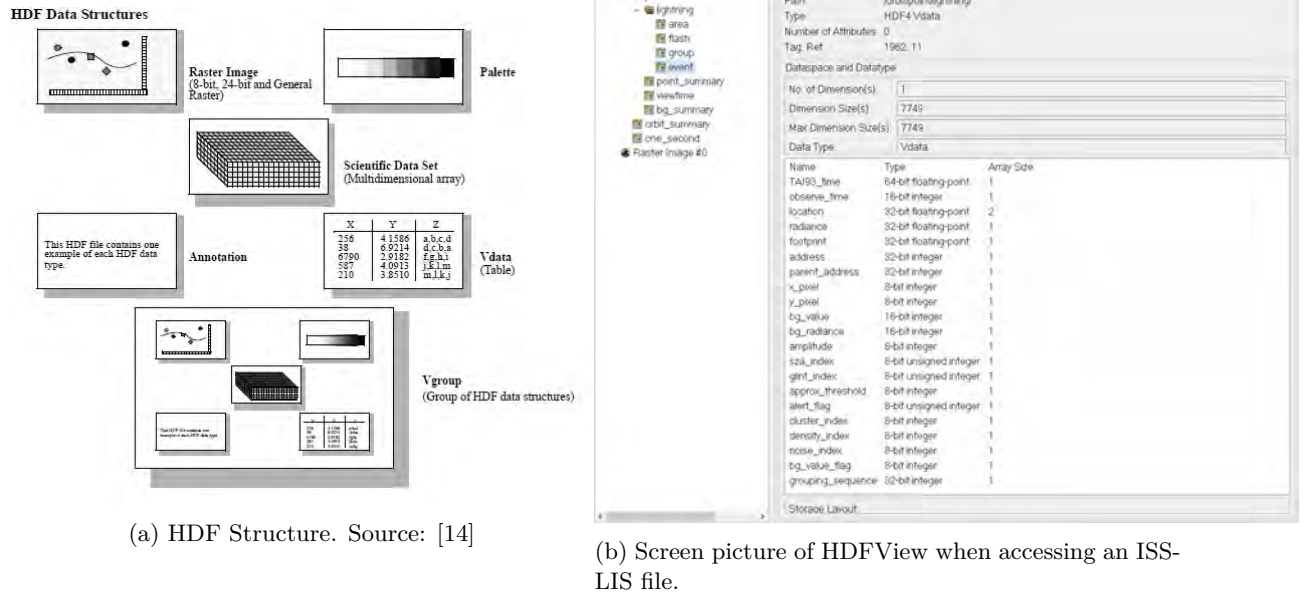 HDF Data Structures
Raster Image
(8-bit, 24-bit and General
Raster)
Palette
Scientific Data Set
(Multidimensional array)
This HDF file contains one
example of each HDF data
type.
Annotation
X Y Z
256 4.1586 a,b,c,d
38 6.9214 d,c,b,a
6790 2.9182 f,g,h,i
587 4.0913 j,k,l,m
210 3.8510 m,l,k,j
Vdata
(Table)
Vgroup
(Group of HDF data structures)
(a) HDF Structure. Source: [14]
lightning
area
flash
group
event
point_summary
viewtime
bg_summary
orbit_summary
one_second
Raster Image #0
Type HDF4 Vdata
Number of Attributes 0
Tag, Ref 1962, 11
Dataspace and Datatype
No. of Dimension(s) 1
Dimension Size(s) 7749
Max Dimension Size(s) 7749
Data Type Vdata
Name Type Array Size
TAI93_time 64-bit floating-point 1
observe_time 16-bit integer 1
location 32-bit floating-point 2
radiance 32-bit floating-point 1
footprint 32-bit floating-point 1
address 32-bit integer 1
parent_address 32-bit integer 1
x_pixel 8-bit integer 1
y_pixel 8-bit integer 1
bg_value 16-bit integer 1
bg_radiance 16-bit integer 1
amplitude 8-bit integer 1
sza_index 8-bit unsigned integer 1
glint_index 8-bit unsigned integer 1
approx_threshold 8-bit integer 1
alert_flag 8-bit unsigned integer 1
cluster_index 8-bit integer 1
density_index 8-bit integer 1
noise_index 8-bit integer 1
bg_value_flag 8-bit integer 1
grouping_sequence 32-bit integer 1
Storage Layout
(b) Screen picture of HDFView when accessing an ISS-
LIS file.